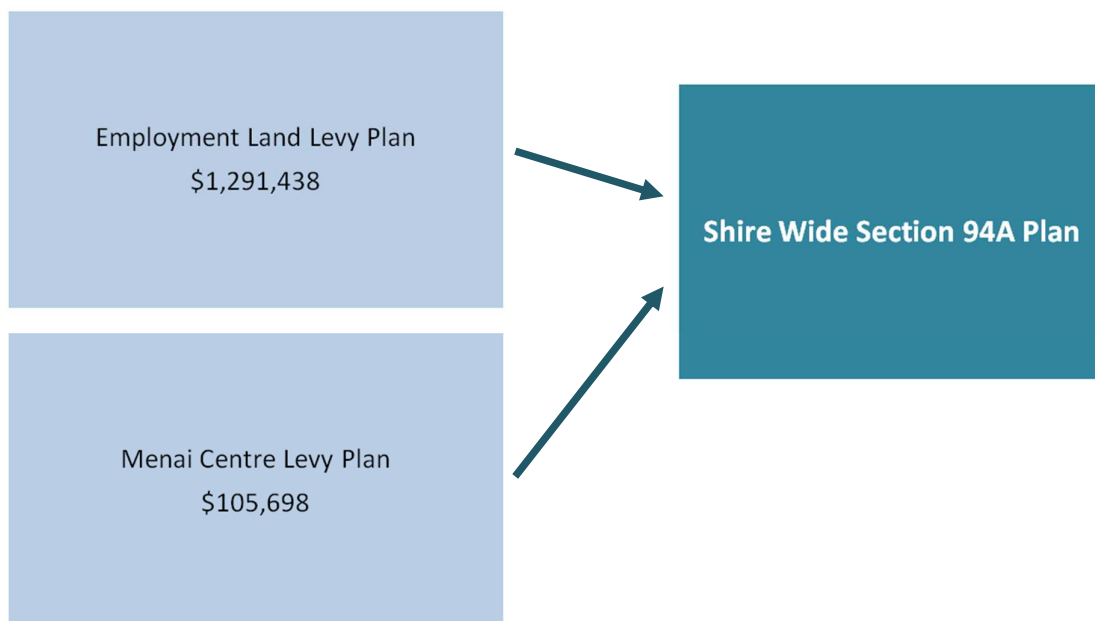 Employment Land Levy Plan
$1,291,438
Shire Wide Section 94A Plan
Menai Centre Levy Plan
$105,698